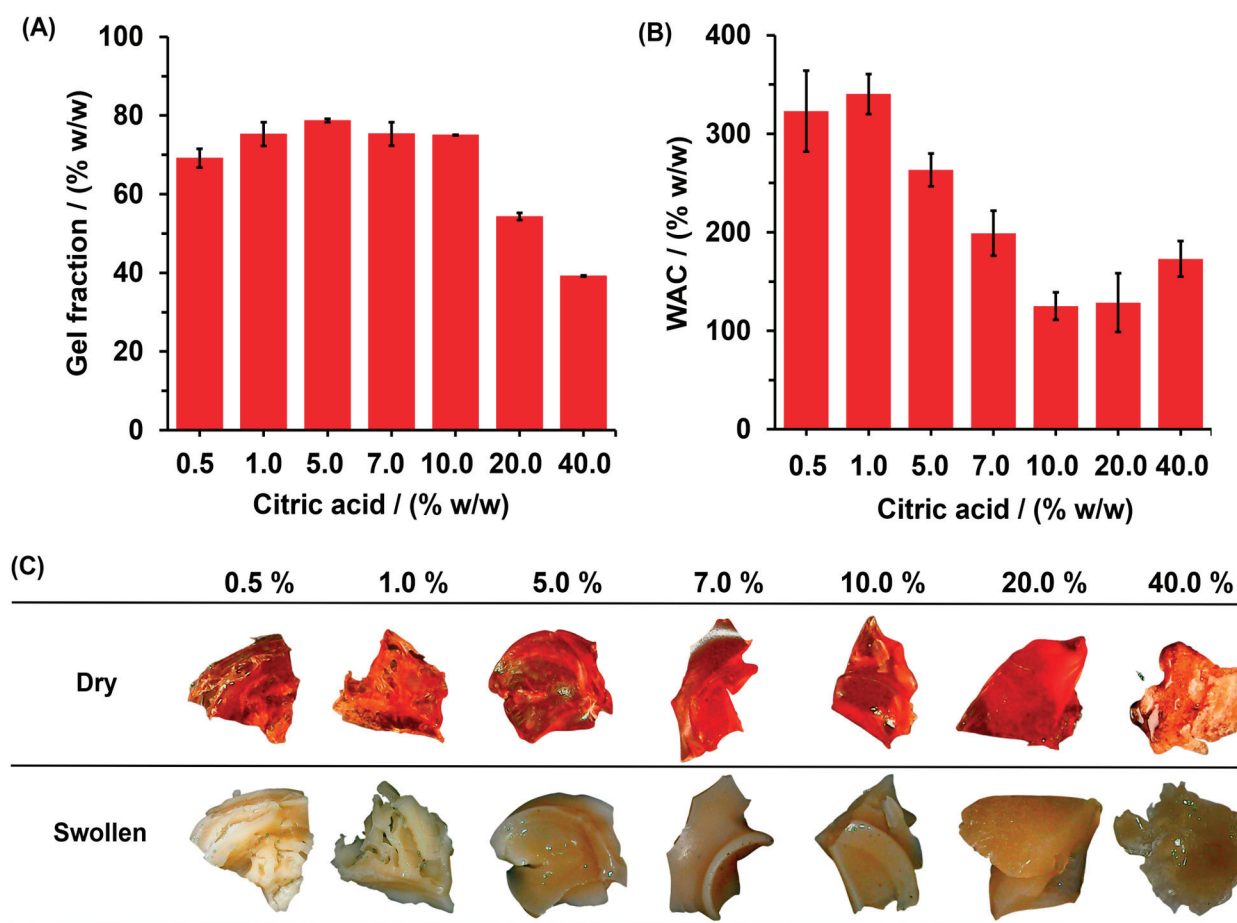 (A)
100
80
60
40
20
0
Gel fraction / (% w/w)
0.5 1.0 5.0 7.0 10.0 20.0 40.0
Citric acid / (% w/w)
(B)
400
300
200
100
0
WAC / (% w/w)
0.5 1.0 5.0 7.0 10.0 20.0 40.0
Citric acid / (% w/w)
(C)
0.5 % 1.0 % 5.0 % 7.0 % 10.0 % 20.0 % 40.0 %
Dry
Swollen